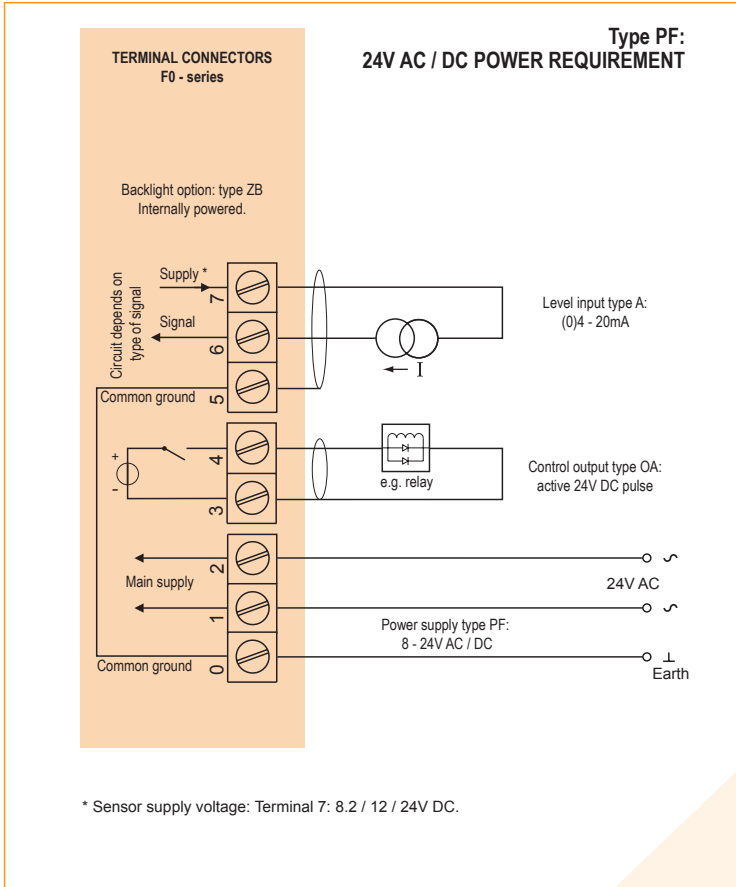 Type PF:
24V AC / DC POWER REQUIREMENT
TERMINAL CONNECTORS
F0 - series
Backlight option: type ZB
Internally powered.
Circuit depends on
type of signal
Supply *
7
Signal
6
Common ground
5
Level input type A:
(0)4 - 20mA
I
+
-
4
3
e.g. relay
Control output type OA:
active 24V DC pulse
2
Main supply
1
24V AC
Power supply type PF:
8 - 24V AC / DC
Common ground
0
Earth
* Sensor supply voltage: Terminal 7: 8.2 / 12 / 24V DC.